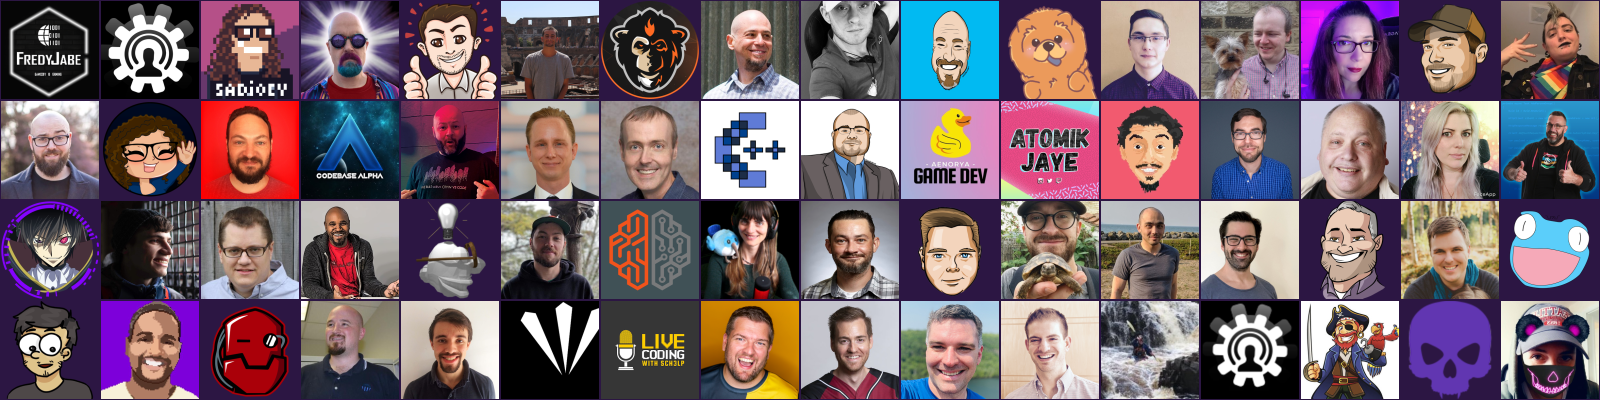 FREDYJABE
SADJOEY
CODEBASE ALPHA
++
- AENORYA -
GAME DEV
ATOMIK
JAYE
LIVE
CODING
WITH SCH3LP